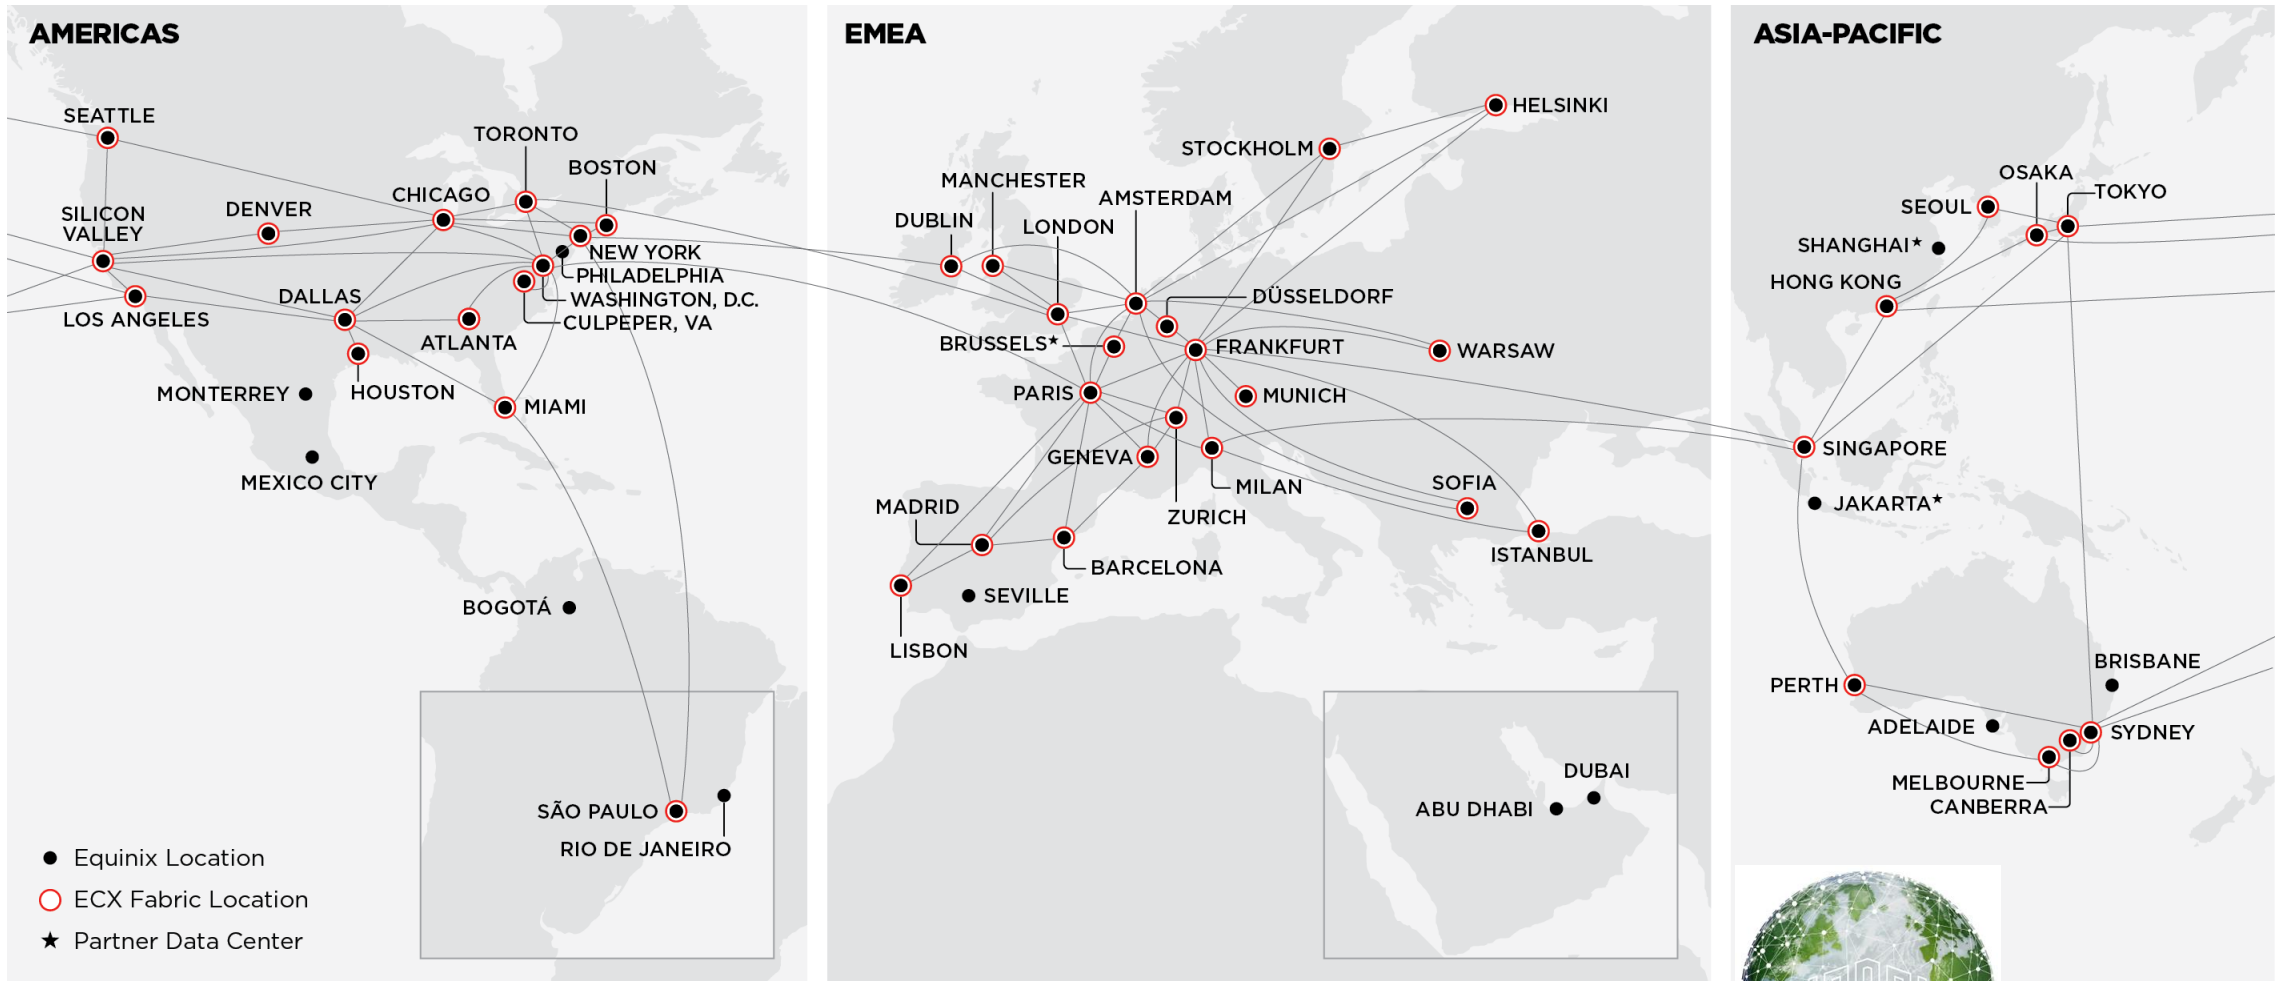 AMERICAS
SEATTLE
TORONTO
BOSTON
CHICAGO
DENVER
SILICON
VALLEY
NEW YORK
PHILADELPHIA
WASHINGTON, D.C.
CULPEPER, VA
DALLAS
LOS ANGELES
ATLANTA
HOUSTON
MONTERREY
MIAMI
MEXICO CITY
BOGOTÁ
SÃO PAULO
RIO DE JANEIRO
Equinix Location
ECX Fabric Location
★ Partner Data Center
EMEA
HELSINKI
STOCKHOLM
MANCHESTER
AMSTERDAM
DUBLIN
LONDON
DÜSSELDORF
BRUSSELS★
FRANKFURT
WARSAW
PARIS
MUNICH
GENEVA
MILAN
SOFIA
ZURICH
MADRID
ISTANBUL
BARCELONA
SEVILLE
LISBON
DUBAI
ABU DHABI
ASIA-PACIFIC
OSAKA
TOKYO
SEOUL
SHANGHAI★
HONG KONG
SINGAPORE
JAKARTA★
BRISBANE
PERTH
ADELAIDE
SYDNEY
MELBOURNE
CANBERRA